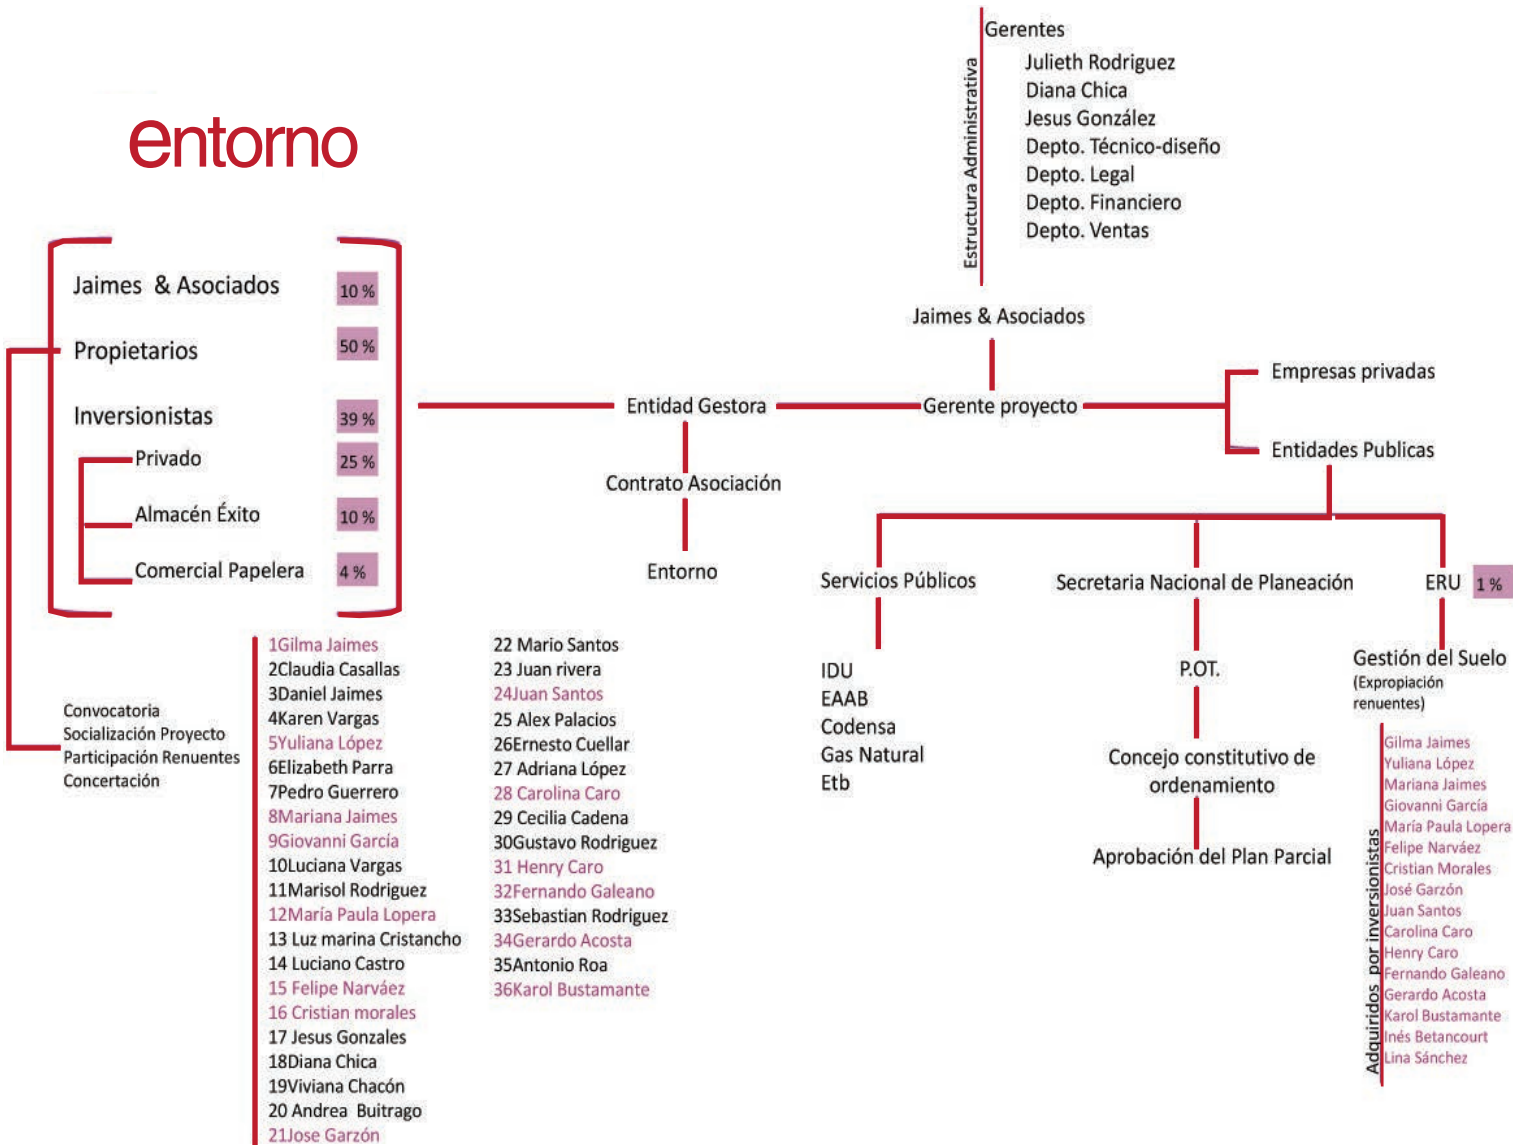 entorno
Estructura Administrativa
Gerentes
Julieth Rodriguez
Diana Chica
Jesus González
Depto. Técnico-diseño
Depto. Legal
Depto. Financiero
Depto. Ventas
Jaimes & Asociados 10 %
Propietarios 50 %
Inversionistas 39 %
Privado 25 %
Almacén Éxito 10 %
Comercial Papelera 4 %
Jaimes & Asociados
Entidad Gestora
Gerente proyecto
Empresas privadas
Entidades Publicas
Contrato Asociación
Entorno
Servicios Públicos
Secretaria Nacional de Planeación
ERU 1 %
IDU
EAAB
Codensa
Gas Natural
Etb
P.OT.
Concejo constitutivo de
ordenamiento
Aprobación del Plan Parcial
Gestión del Suelo
(Expropiación
renuentes)
Adquiridos por inversionistas
Gilma Jaimes
Yuliana López
Mariana Jaimes
Giovanni García
María Paula Lopera
Felipe Narváez
Cristian Morales
José Garzón
Juan Santos
Carolina Caro
Henry Caro
Fernando Galeano
Gerardo Acosta
Karol Bustamante
Inés Betancourt
Lina Sánchez
Convocatoria
Socialización Proyecto
Participación Renuentes
Concertación
1Gilma Jaimes
2Claudia Casallas
3Daniel Jaimes
4Karen Vargas
5Yuliana López
6Elizabeth Parra
7Pedro Guerrero
8Mariana Jaimes
9Giovanni García
10Luciana Vargas
11Marisol Rodriguez
12María Paula Lopera
13 Luz marina Cristancho
14 Luciano Castro
15 Felipe Narváez
16 Cristian morales
17 Jesus Gonzales
18Diana Chica
19Viviana Chacón
20 Andrea Buitrago
21Jose Garzón
22 Mario Santos
23 Juan rivera
24Juan Santos
25 Alex Palacios
26Ernesto Cuellar
27 Adriana López
28 Carolina Caro
29 Cecilia Cadena
30Gustavo Rodriguez
31 Henry Caro
32Fernando Galeano
33Sebastian Rodriguez
34Gerardo Acosta
35Antonio Roa
36Karol Bustamante